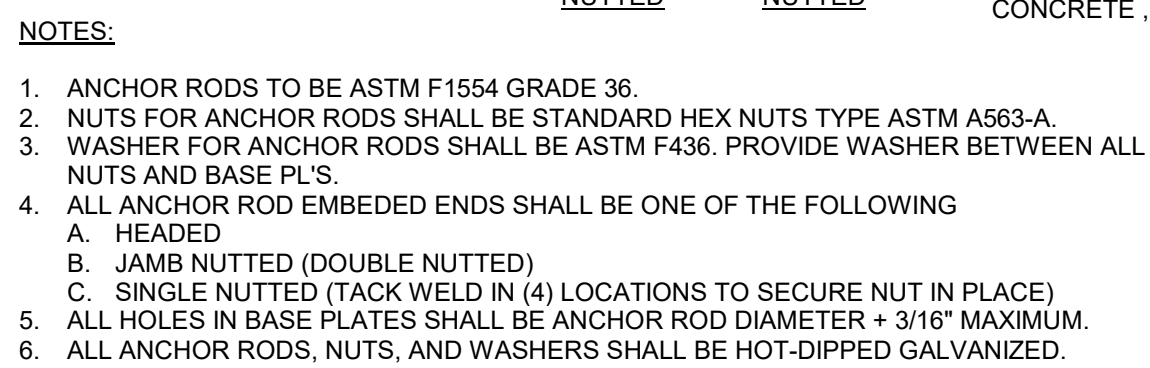 NUTTED NUTTED CONCRETE ,
NOTES:
1. ANCHOR RODS TO BE ASTM F1554 GRADE 36.
2. NUTS FOR ANCHOR RODS SHALL BE STANDARD HEX NUTS TYPE ASTM A563-A.
3. WASHER FOR ANCHOR RODS SHALL BE ASTM F436. PROVIDE WASHER BETWEEN ALL
NUTS AND BASE PL'S.
4. ALL ANCHOR ROD EMBEDED ENDS SHALL BE ONE OF THE FOLLOWING
A. HEADED
B. JAMB NUTTED (DOUBLE NUTTED)
C. SINGLE NUTTED (TACK WELD IN (4) LOCATIONS TO SECURE NUT IN PLACE)
5. ALL HOLES IN BASE PLATES SHALL BE ANCHOR ROD DIAMETER + 3/16" MAXIMUM.
6. ALL ANCHOR RODS, NUTS, AND WASHERS SHALL BE HOT-DIPPED GALVANIZED.